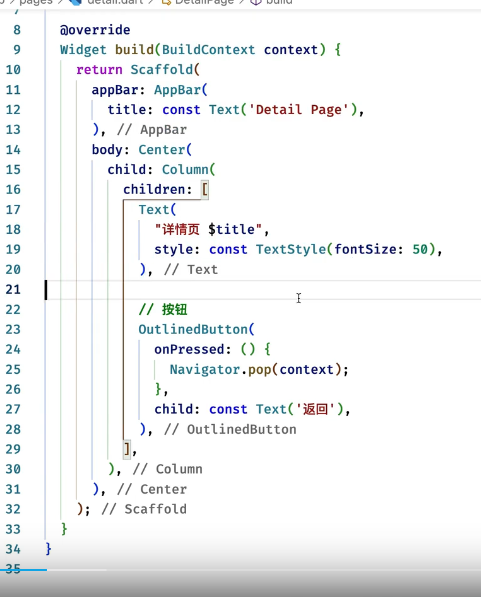 pages > detail.dart > DetailPage > build
7
8 @override
9 Widget build(BuildContext context) {
10 return Scaffold(
11 appBar: AppBar(
12 title: const Text('Detail Page'),
13 ), // AppBar
14 body: Center(
15 child: Column(
16 children: [
17 Text(
18 "详情页 $title",
19 style: const TextStyle(fontSize: 50),
20 ), // Text
21
22 // 按钮
23 OutlinedButton(
24 onPressed: () {
25 Navigator.pop(context);
26 },
27 child: const Text('返回'),
28 ), // OutlinedButton
29 ],
30 ), // Column
31 ), // Center
32 ); // Scaffold
33 }
34 }
35